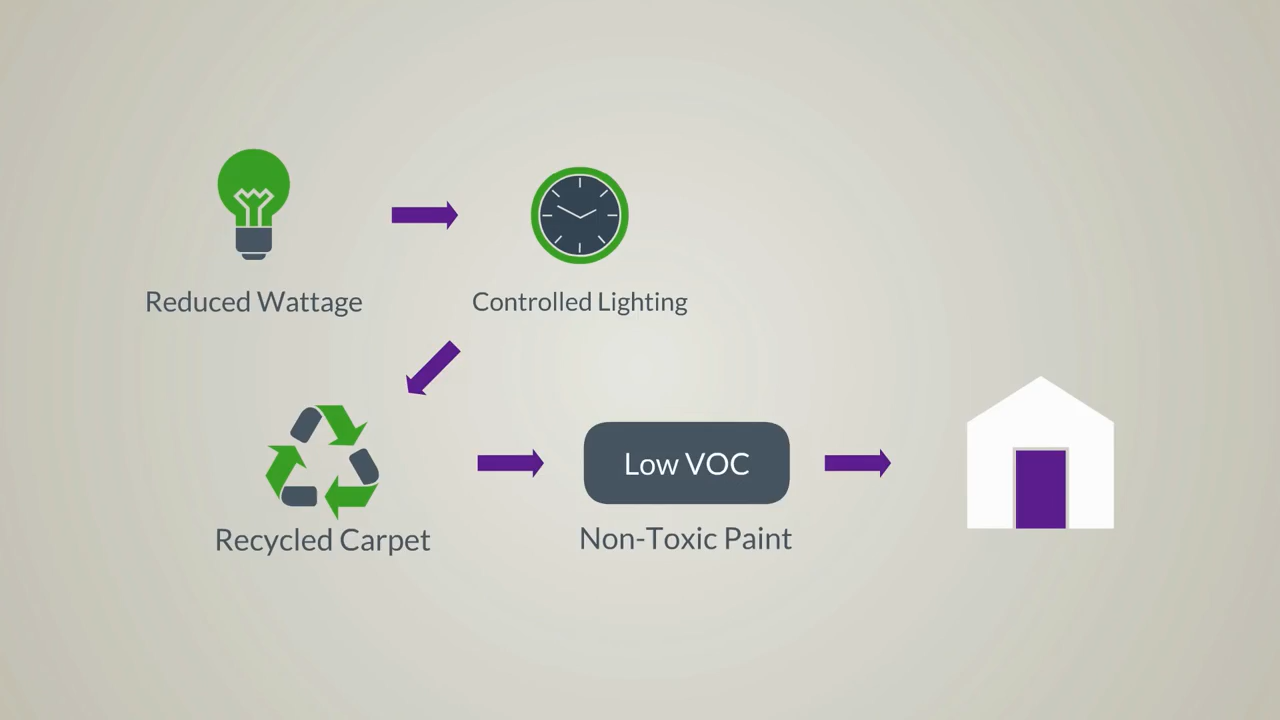 Reduced Wattage
Controlled Lighting
Recycled Carpet
Low VOC
Non-Toxic Paint